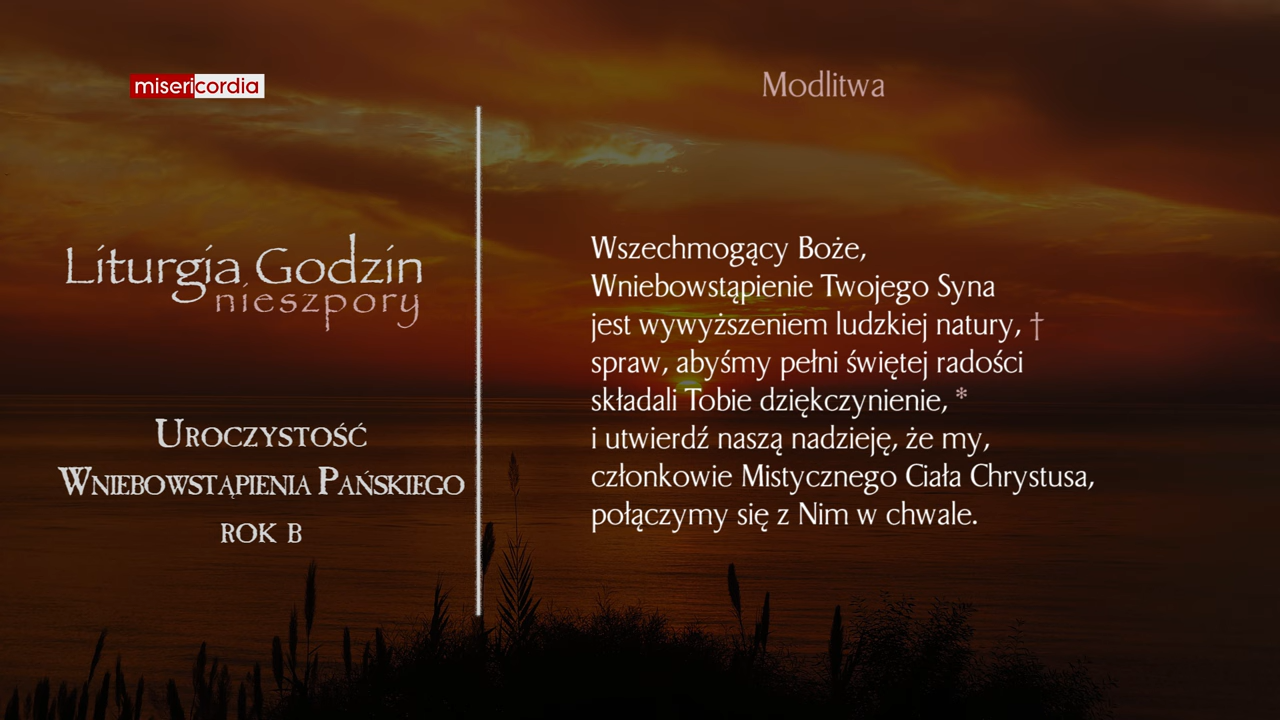 misericordia
Liturgia Godzin
nieszpory
Uroczystość
Wniebowstąpienia Pańskiego
rok B
Modlitwa
Wszechmogący Boże,
Wniebowstąpienie Twojego Syna
jest wywyższeniem ludzkiej natury, †
spraw, abyśmy pełni świętej radości
składali Tobie dziękczynienie, *
i utwierdź naszą nadzieję, że my,
członkowie Mistycznego Ciała Chrystusa,
połączymy się z Nim w chwale.